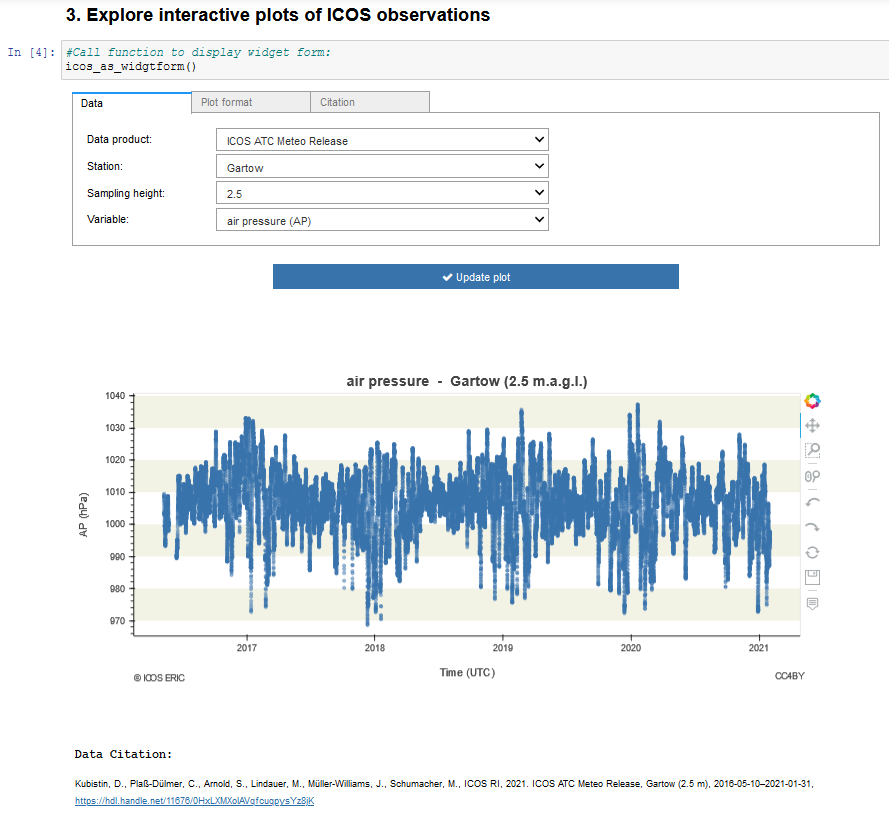 3. Explore interactive plots of ICOS observations
In [4]: #Call function to display widget form:
icos_as_widgtform()
Data Plot format Citation
Data product: ICOS ATC Meteo Release
Station: Gartow
Sampling height: 2.5
Variable: air pressure (AP)
Update plot
air pressure - Gartow (2.5 m.a.g.l.)
1040
1030
1020
1010
1000
990
980
970
AP (hPa)
2017 2018 2019 2020 2021
Time (UTC)
© ICOS ERIC CC4BY
Data Citation:
Kubistin, D., Plaß-Dülmer, C., Arnold, S., Lindauer, M., Müller-Williams, J., Schumacher, M., ICOS RI, 2021. ICOS ATC Meteo Release, Gartow (2.5 m), 2016-05-10–2021-01-31,
https://hdl.handle.net/11676/0HxLXMXolAVgfcuqpysYz8jK